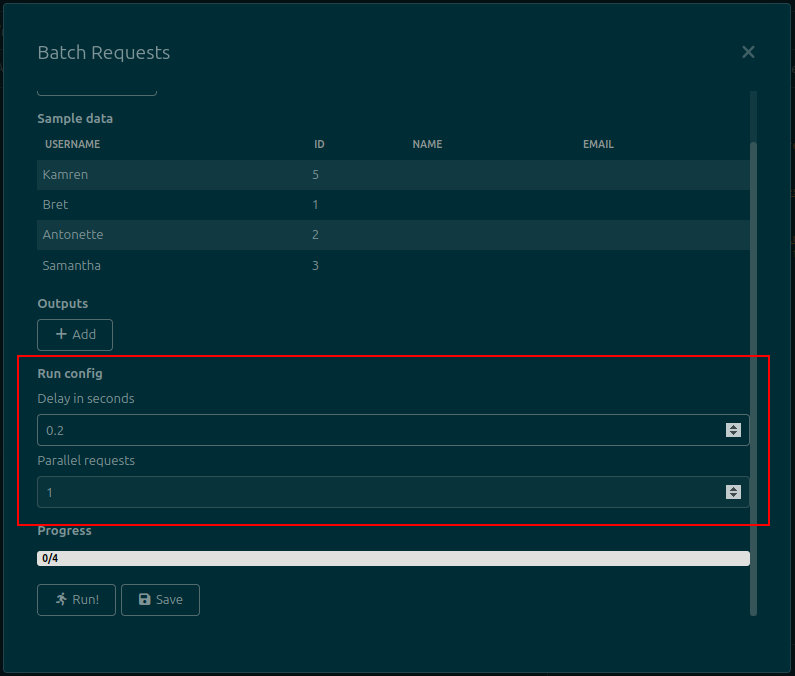 Batch Requests
Sample data
USERNAME ID NAME EMAIL
Kamren 5
Bret 1
Antonette 2
Samantha 3
Outputs
+ Add
Run config
Delay in seconds
0.2
Parallel requests
1
Progress
0/4
Run! Save